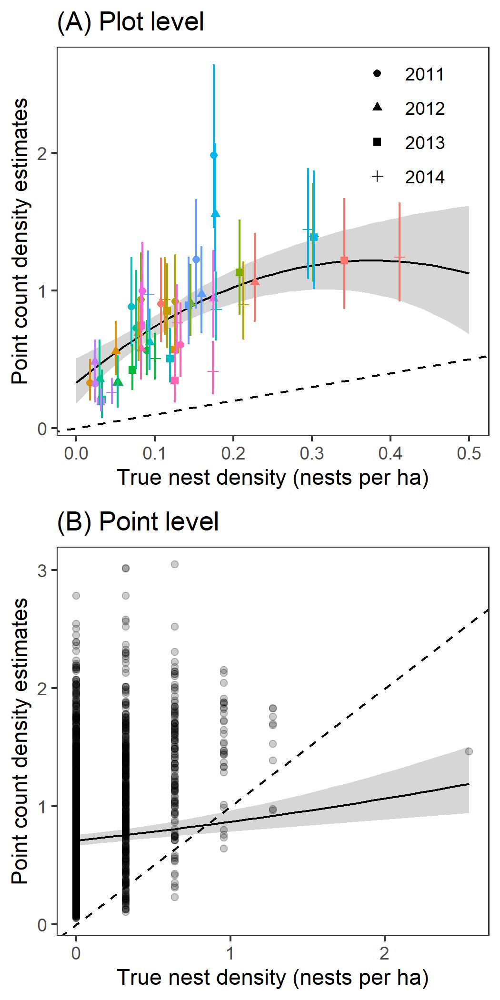 (A) Plot level
2011
2012
2013
2014
Point count density estimates
2
1
0
0.0 0.1 0.2 0.3 0.4 0.5
True nest density (nests per ha)
(B) Point level
Point count density estimates
3
2
1
0
0 1 2
True nest density (nests per ha)